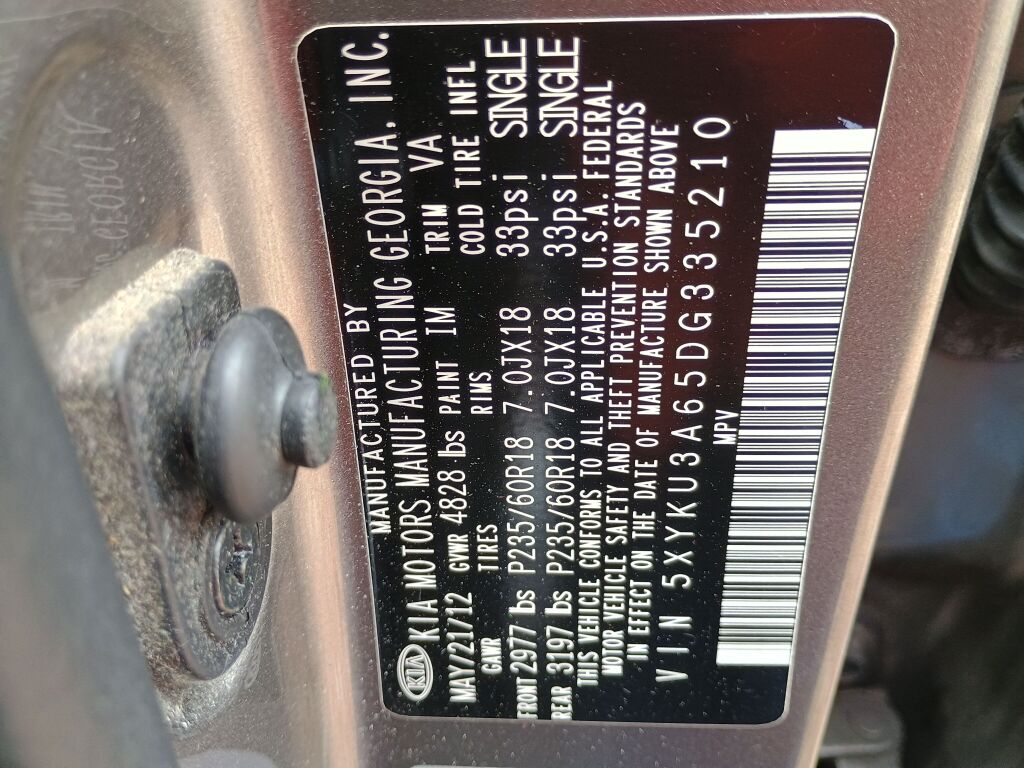 MANUFACTURED BY
KIA KIA MOTORS MANUFACTURING GEORGIA, INC.
MAY/221712 GVWR 4828 lbs PAINT IM TRIM VA
GAWR TIRES RIMS COLD TIRE INFL
FRONT 2977 lbs P235/60R18 7.0JX18 33psi SINGLE
REAR 3197 lbs P235/60R18 7.0JX18 33psi SINGLE
THIS VEHICLE CONFORMS TO ALL APPLICABLE U.S.A. FEDERAL
MOTOR VEHICLE SAFETY AND THEFT PREVENTION STANDARDS
IN EFFECT ON THE DATE OF MANUFACTURE SHOWN ABOVE
VIN 5XYKU3A65DG335210
MPV